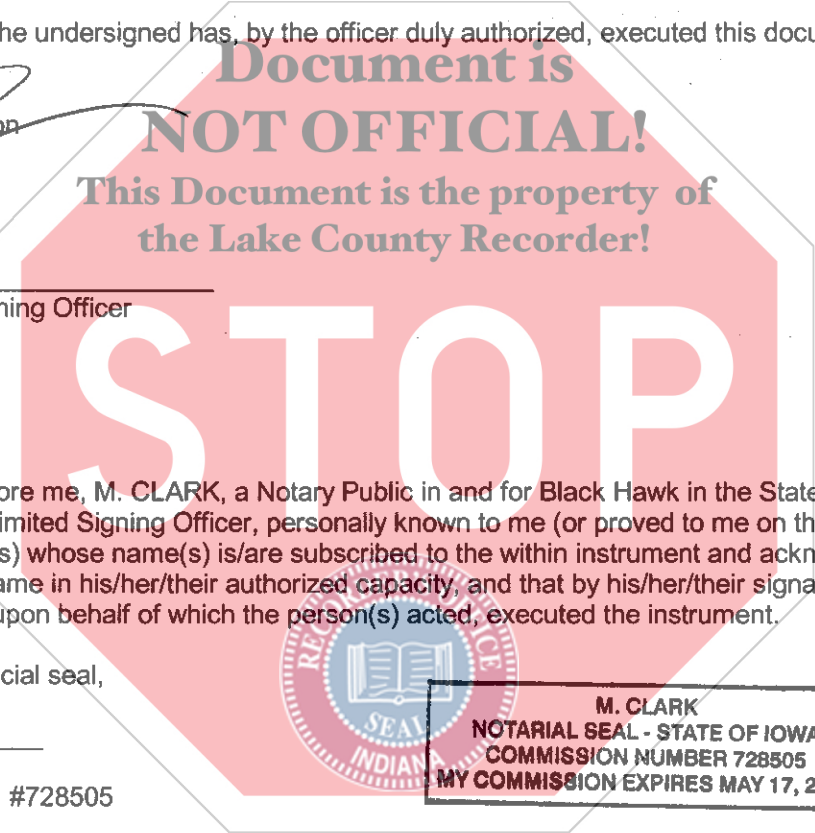 he undersigned has, by the officer duly authorized, executed this docu
Document is
on
NOT OFFICIAL!
This Document is the property of
the Lake County Recorder!
ning Officer
STOP
ore me, M. CLARK, a Notary Public in and for Black Hawk in the State
imited Signing Officer, personally known to me (or proved to me on th
s) whose name(s) is/are subscribed to the within instrument and ackn
ame in his/her/their authorized capacity, and that by his/her/their signa
upon behalf of which the person(s) acted, executed the instrument.
cial seal,
SEAL
INDIANA
M. CLARK
NOTARIAL SEAL - STATE OF IOWA
COMMISSION NUMBER 728505
MY COMMISSION EXPIRES MAY 17, 2
#728505